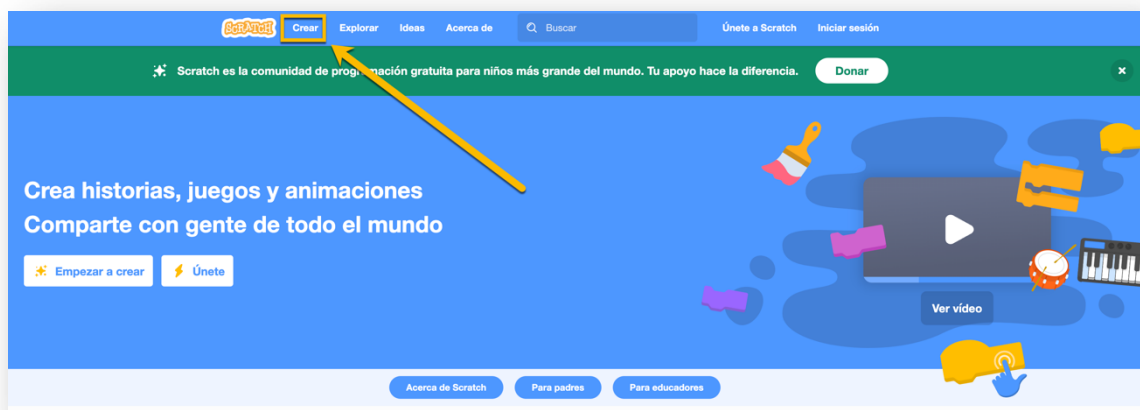 SCRATCH Crear Explorar Ideas Acerca de Buscar Únete a Scratch Iniciar sesión
Scratch es la comunidad de programación gratuita para niños más grande del mundo. Tu apoyo hace la diferencia. Donar
Crea historias, juegos y animaciones
Comparte con gente de todo el mundo
Empezar a crear Únete
Ver vídeo
Acerca de Scratch Para padres Para educadores